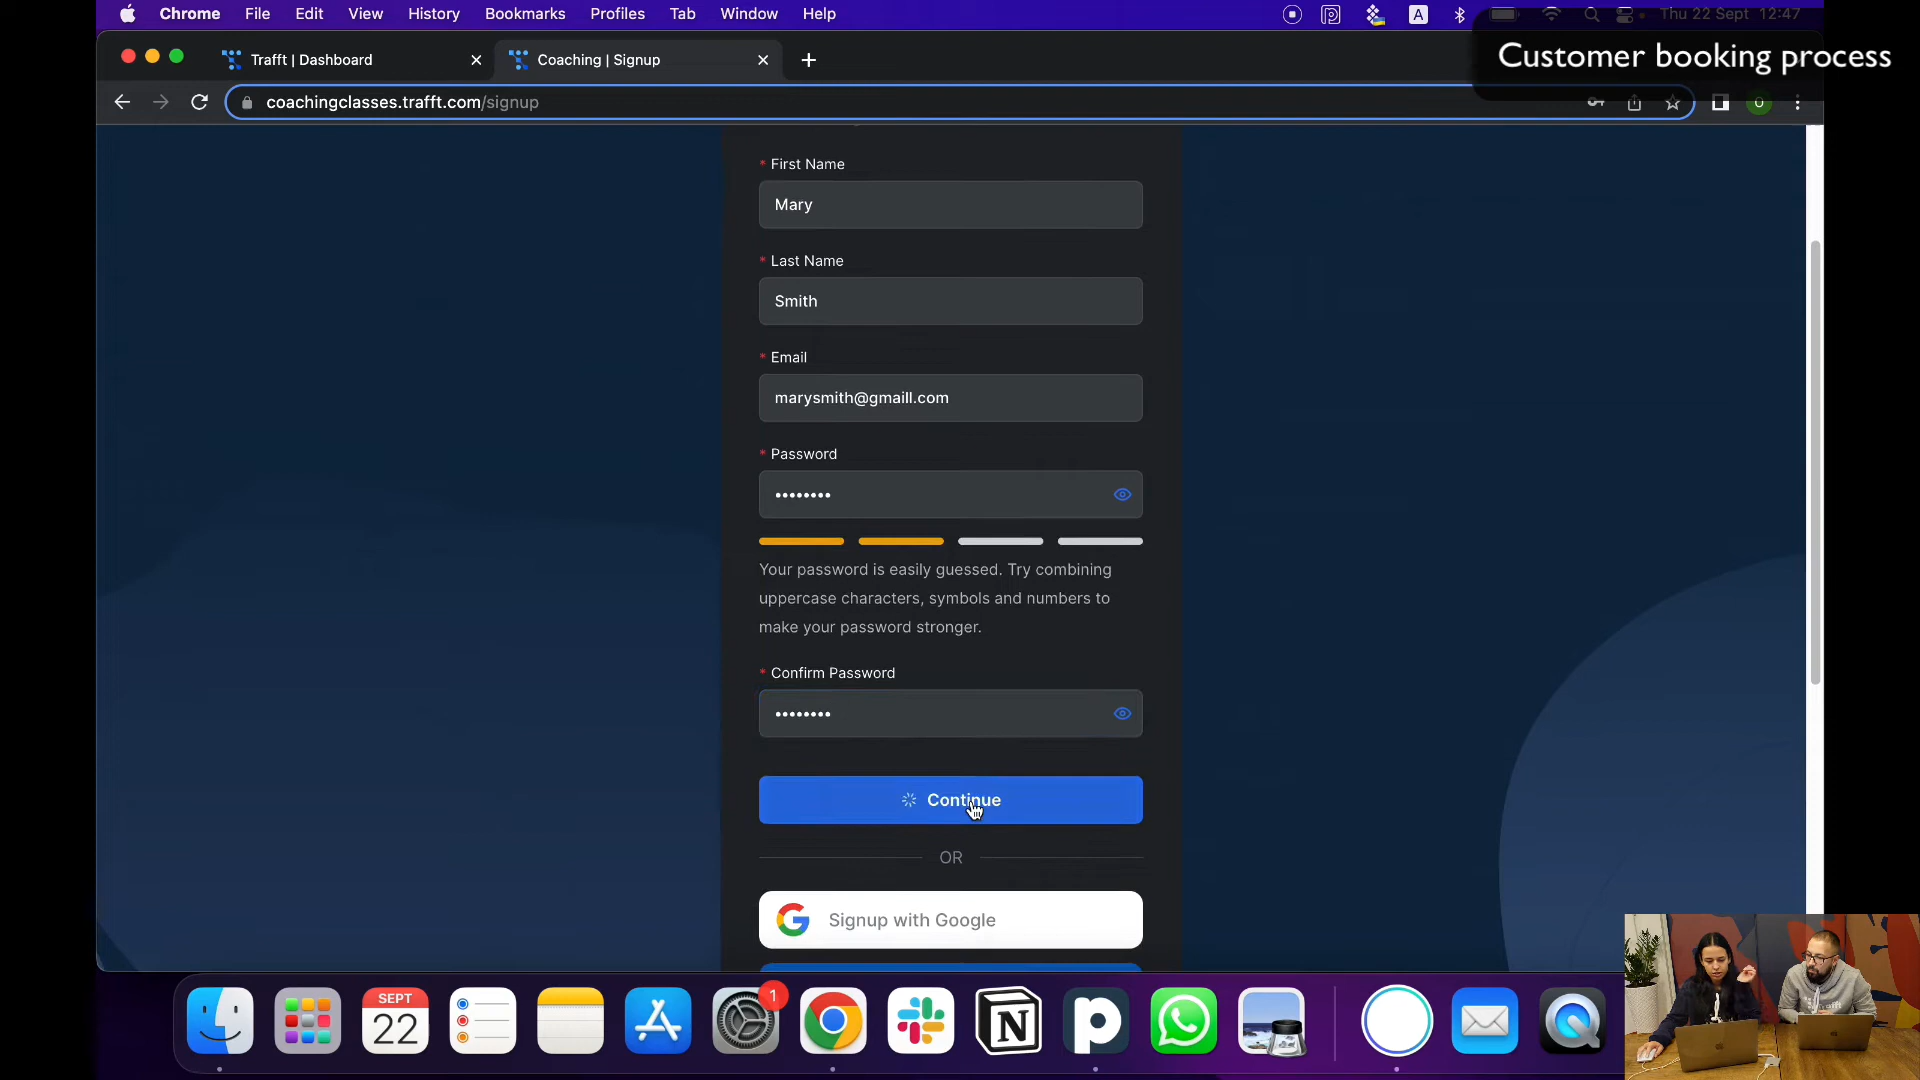 Chrome File Edit View History Bookmarks Profiles Tab Window Help
A
Thu 22 Sept 12:47
Customer booking process
Trafft | Dashboard
Coaching | Signup
coachingclasses.trafft.com/signup
* First Name
Mary
* Last Name
Smith
* Email
marysmith@gmaill.com
* Password
••••••••
Your password is easily guessed. Try combining
uppercase characters, symbols and numbers to
make your password stronger.
* Confirm Password
••••••••
Continue
OR
Signup with Google
SEPT
22
1